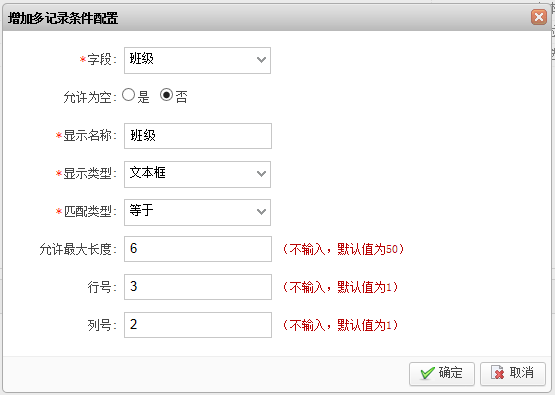 增加多记录条件配置
*字段: 班级
允许为空: 是 否
*显示名称: 班级
*显示类型: 文本框
*匹配类型: 等于
允许最大长度: 6 （不输入，默认值为50）
行号: 3 （不输入，默认值为1）
列号: 2 （不输入，默认值为1）
确定 取消